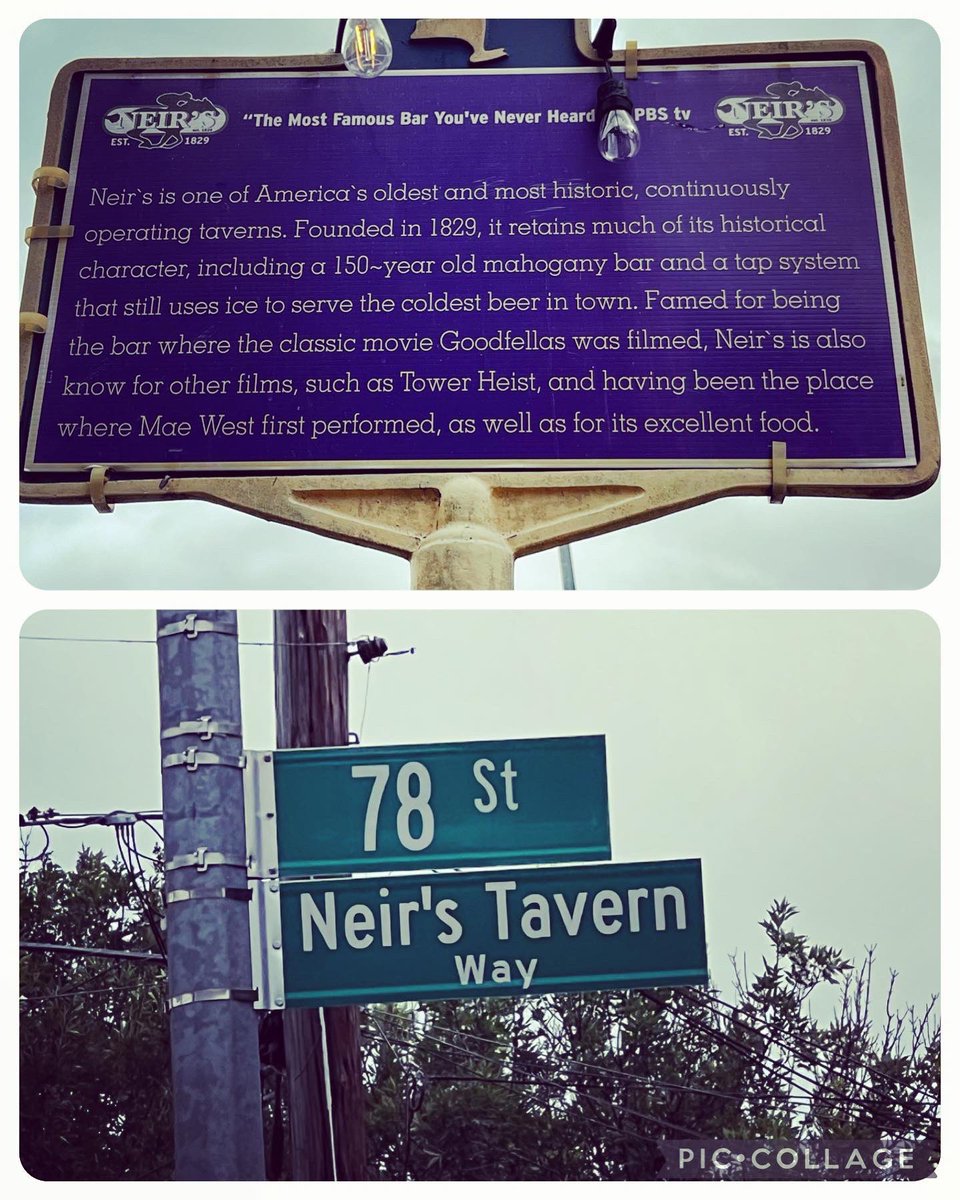 NEIR'S
EST. 1829
"The Most Famous Bar You've Never Heard PBS tv
NEIR'S
EST. 1829
Neir`s is one of America`s oldest and most historic, continuously
operating taverns. Founded in 1829, it retains much of its historical
character, including a 150~year old mahogany bar and a tap system
that still uses ice to serve the coldest beer in town. Famed for being
the bar where the classic movie Goodfellas was filmed, Neir`s is also
know for other films, such as Tower Heist, and having been the place
where Mae West first performed, as well as for its excellent food.
78 St
Neir's Tavern
Way
PIC•COLLAGE